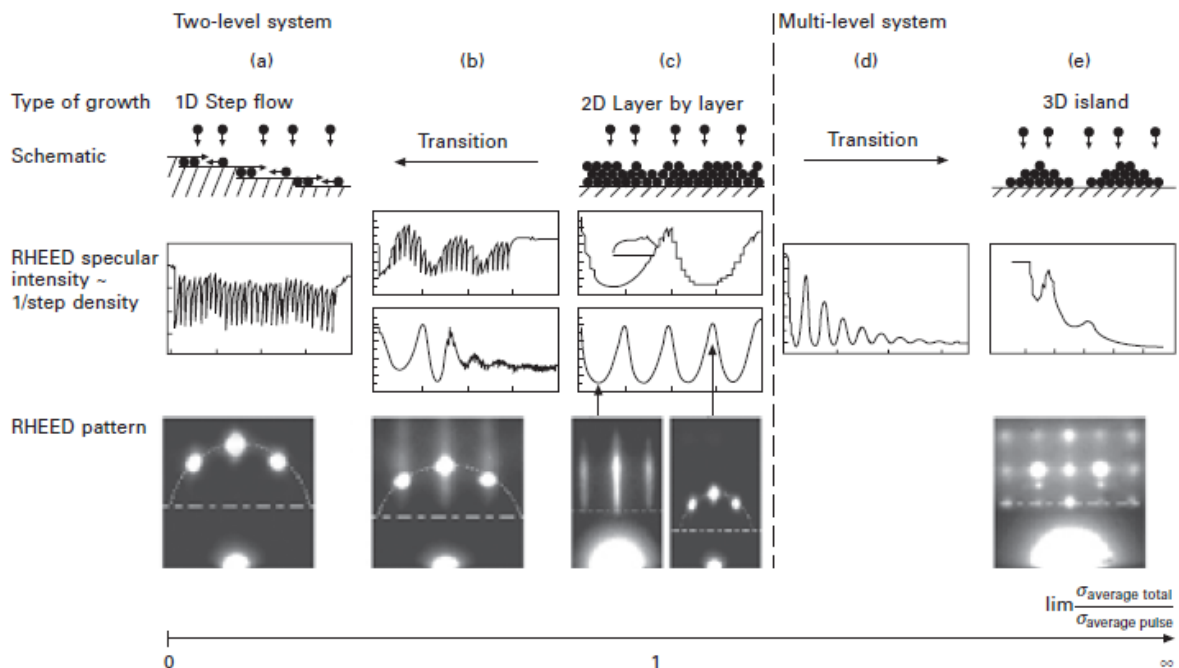 Two-level system
Multi-level system
(a)
(b)
(c)
(d)
(e)
Type of growth
1D Step flow
2D Layer by layer
3D island
Schematic
Transition
Transition
RHEED specular
intensity ~
1/step density
RHEED pattern
lim σaverage total / σaverage pulse
0
1
∞